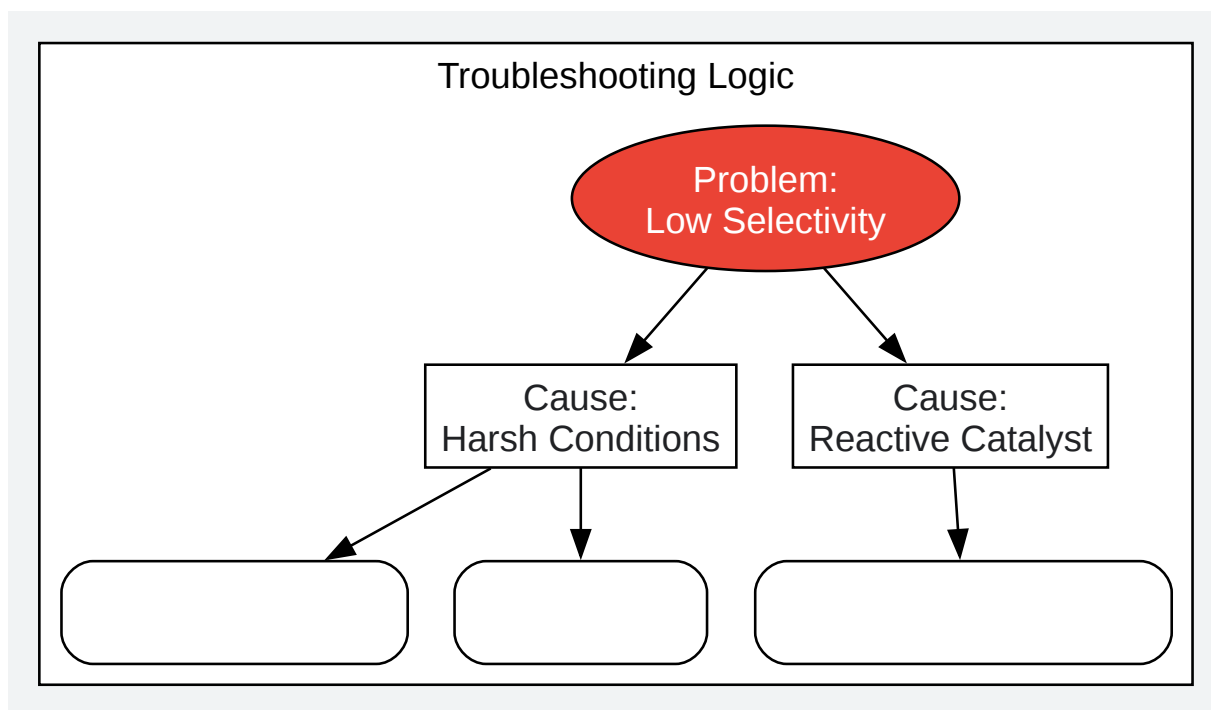 Troubleshooting Logic
Problem:
Low Selectivity
Cause:
Harsh Conditions
Cause:
Reactive Catalyst